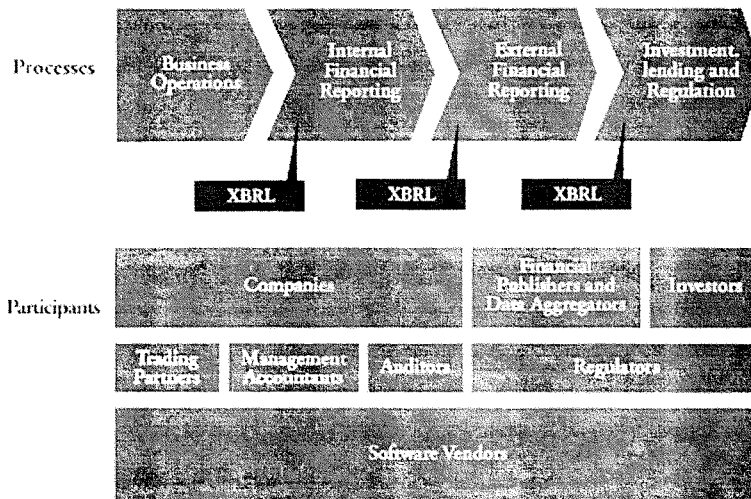 Processes
Business
Operations
Internal
Financial
Reporting
External
Financial
Reporting
Investment,
lending and
Regulation
XBRL
XBRL
XBRL
Participants
Companies
Financial
Publishers and
Data Aggregators
Investors
Trading
Partners
Management
Accountants
Auditors
Regulators
Software Vendors